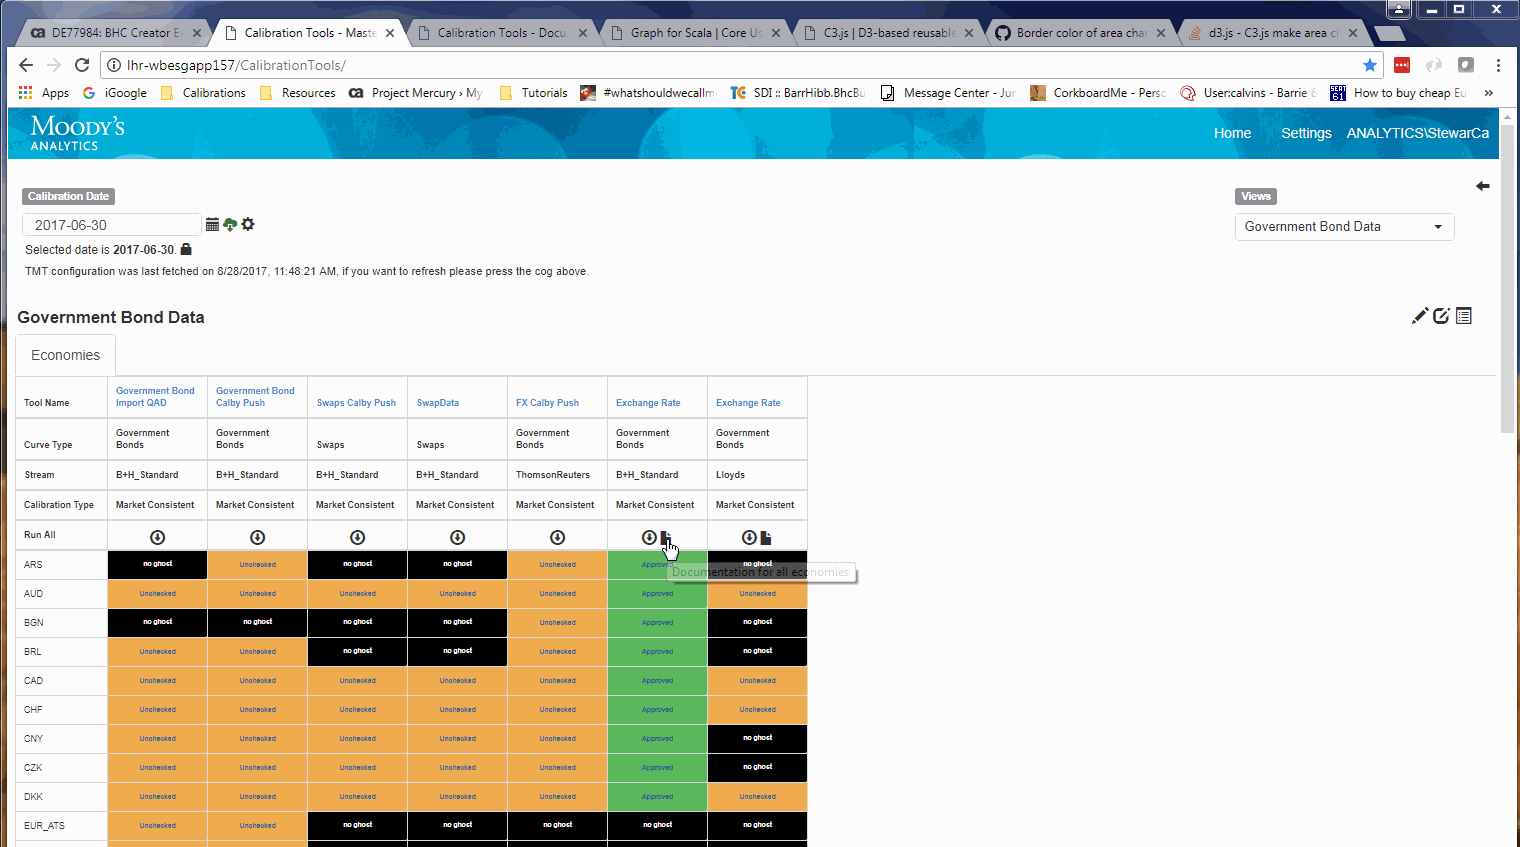 DE77984: BHC Creator E
Calibration Tools - Maste
Calibration Tools - Docu
Graph for Scala | Core Us
C3.js | D3-based reusable
Border color of area char
d3.js - C3.js make area ch
lhr-wbesgapp157/CalibrationTools/
Apps
iGoogle
Calibrations
Resources
Project Mercury › My
Tutorials
#whatshouldwecallm
SDI :: BarrHibb.BhcBu
Message Center - Jur
CorkboardMe - Perso
User:calvins - Barrie &
How to buy cheap Eu
»
MOODY'S
ANALYTICS
Home Settings ANALYTICS\StewarCa
Calibration Date
Views
2017-06-30
Government Bond Data
Selected date is 2017-06-30.
TMT configuration was last fetched on 8/28/2017, 11:48:21 AM, if you want to refresh please press the cog above.
Government Bond Data
Economies
Tool Name Government Bond Import QAD Government Bond Calby Push Swaps Calby Push SwapData FX Calby Push Exchange Rate Exchange Rate
Curve Type Government Bonds Government Bonds Swaps Swaps Government Bonds Government Bonds Government Bonds
Stream B+H_Standard B+H_Standard B+H_Standard B+H_Standard ThomsonReuters B+H_Standard Lloyds
Calibration Type Market Consistent Market Consistent Market Consistent Market Consistent Market Consistent Market Consistent Market Consistent
Run All
ARS no ghost Unchecked no ghost no ghost Unchecked Approved no ghost
Documentation for all economies
AUD Unchecked Unchecked Unchecked Unchecked Unchecked Approved Unchecked
BGN no ghost no ghost no ghost no ghost Unchecked Approved no ghost
BRL Unchecked Unchecked no ghost no ghost Unchecked Approved no ghost
CAD Unchecked Unchecked Unchecked Unchecked Unchecked Approved Unchecked
CHF Unchecked Unchecked Unchecked Unchecked Unchecked Approved Unchecked
CNY Unchecked Unchecked Unchecked Unchecked Unchecked Approved no ghost
CZK Unchecked Unchecked Unchecked Unchecked Unchecked Approved no ghost
DKK Unchecked Unchecked Unchecked Unchecked Unchecked Approved Unchecked
EUR_ATS Unchecked Unchecked no ghost no ghost no ghost no ghost no ghost